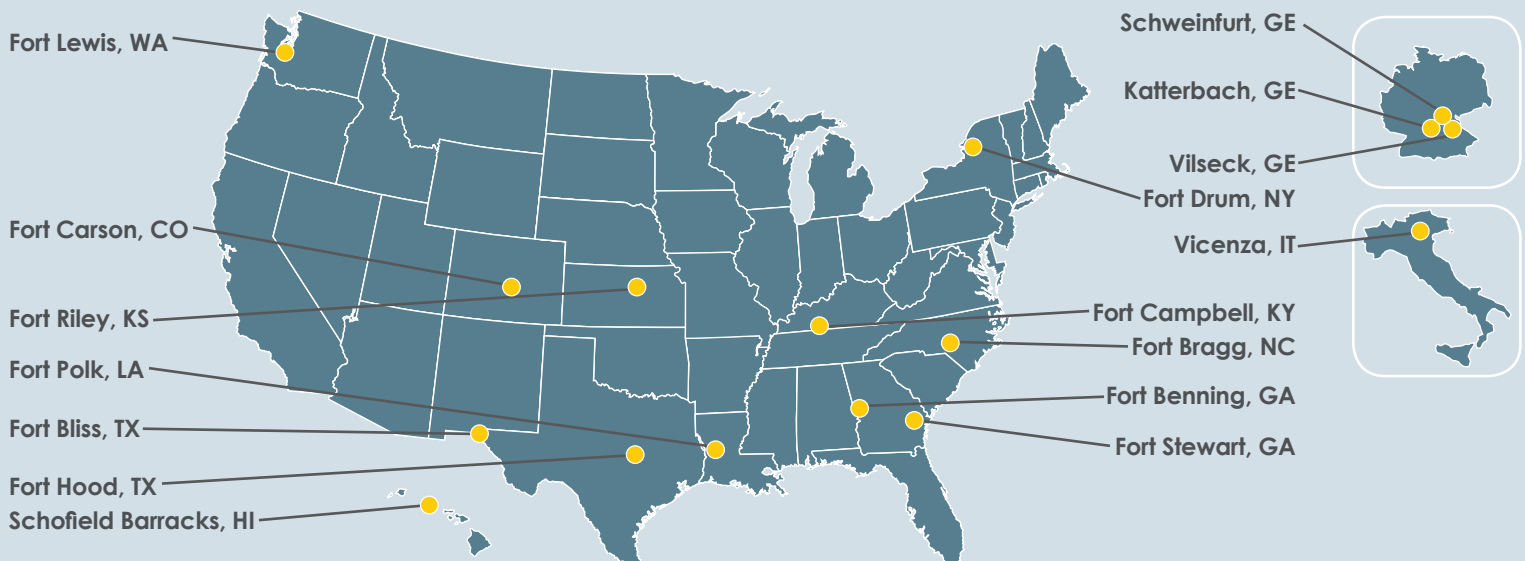 Fort Lewis, WA
Fort Carson, CO
Fort Riley, KS
Fort Polk, LA
Fort Bliss, TX
Fort Hood, TX
Schofield Barracks, HI
Schweinfurt, GE
Katterbach, GE
Vilseck, GE
Fort Drum, NY
Vicenza, IT
Fort Campbell, KY
Fort Bragg, NC
Fort Benning, GA
Fort Stewart, GA